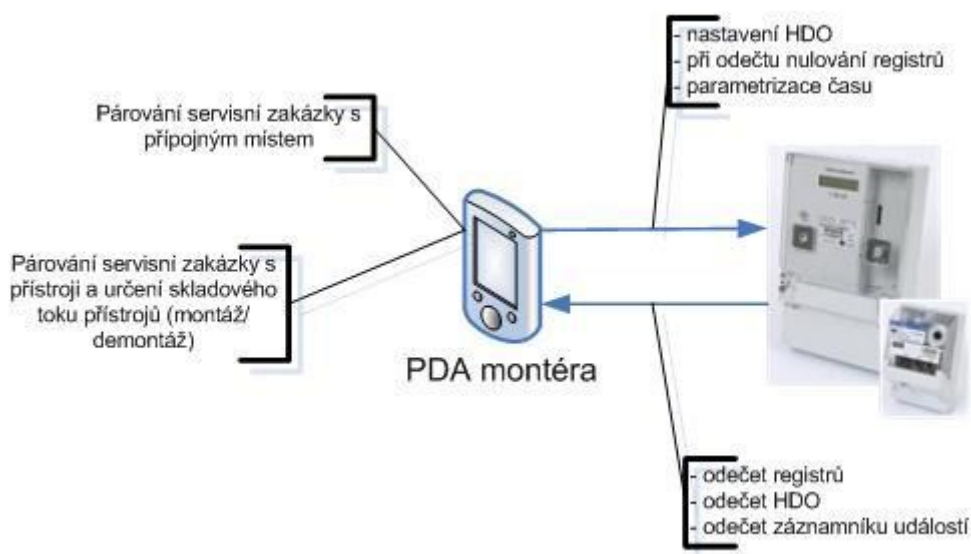 - nastavení HDO
- při odečtu nulování registrů
- parametrizace času
Párování servisní zakázky s
přípojným místem
Párování servisní zakázky s
přístroji a určení skladového
toku přístrojů (montáž/
demontáž)
PDA montéra
- odečet registrů
- odečet HDO
- odečet záznamníku událostí